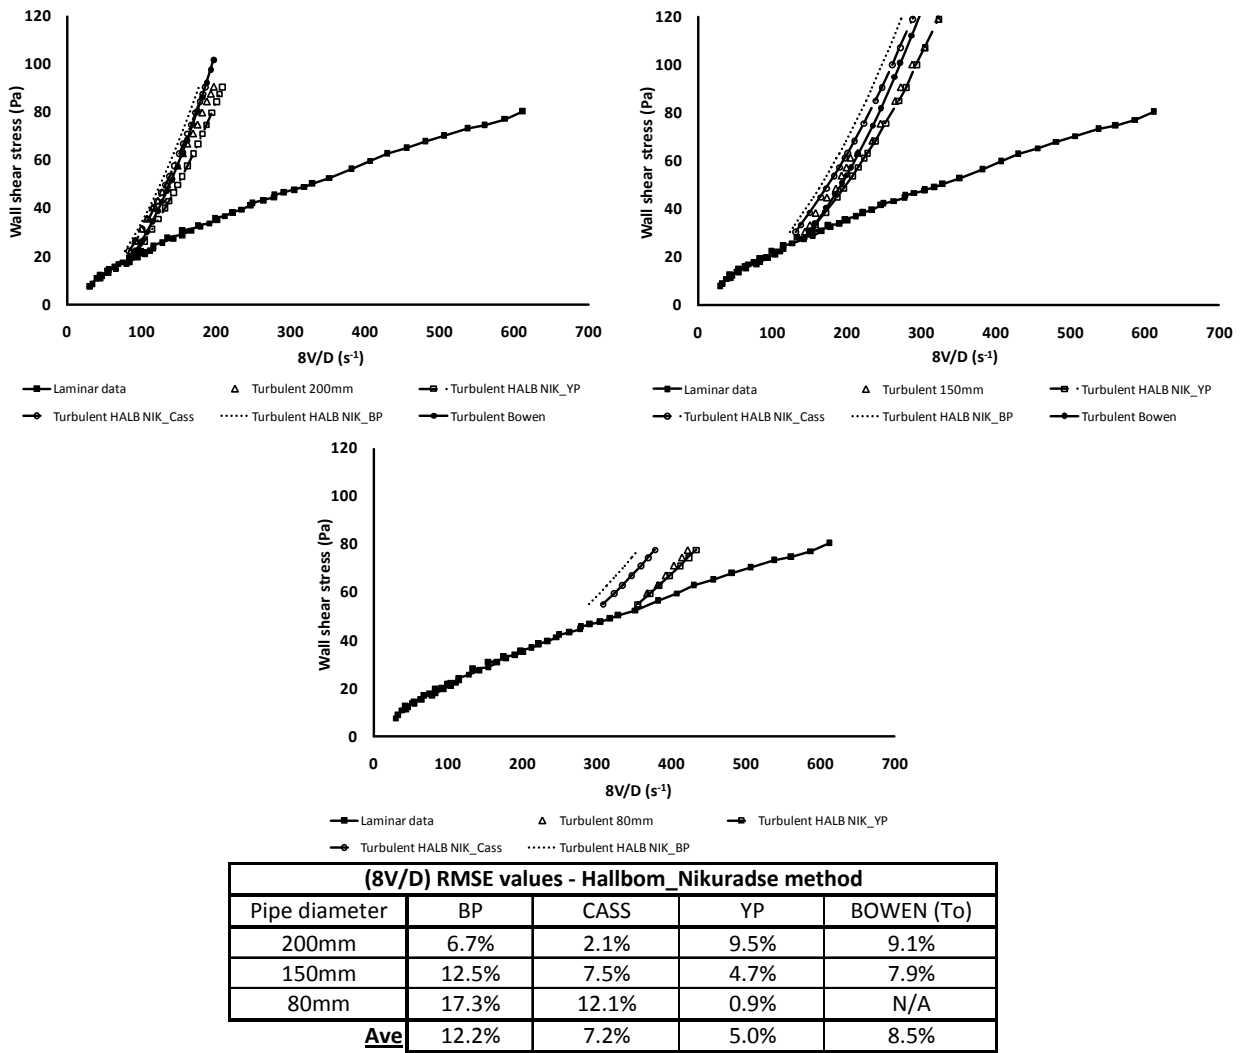 120
100
80
60
40
20
0
Wall shear stress (Pa)
0 100 200 300 400 500 600 700
8V/D (s-1)
Laminar data Turbulent 200mm Turbulent HALB NIK_YP
Turbulent HALB NIK_Cass Turbulent HALB NIK_BP Turbulent Bowen
120
100
80
60
40
20
0
Wall shear stress (Pa)
0 100 200 300 400 500 600 700
8V/D (s-1)
Laminar data Turbulent 150mm Turbulent HALB NIK_YP
Turbulent HALB NIK_Cass Turbulent HALB NIK_BP Turbulent Bowen
120
100
80
60
40
20
0
Wall shear stress (Pa)
0 100 200 300 400 500 600 700
8V/D (s-1)
Laminar data Turbulent 80mm Turbulent HALB NIK_YP
Turbulent HALB NIK_Cass Turbulent HALB NIK_BP
(8V/D) RMSE values - Hallbom_Nikuradse method
Pipe diameter BP CASS YP BOWEN (To)
200mm 6.7% 2.1% 9.5% 9.1%
150mm 12.5% 7.5% 4.7% 7.9%
80mm 17.3% 12.1% 0.9% N/A
Ave 12.2% 7.2% 5.0% 8.5%